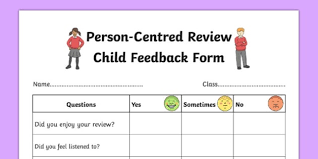 Person-Centred Review
Child Feedback Form
Name........................................ Class........................
Questions Yes Sometimes No
Did you enjoy your review?
Did you feel listened to?